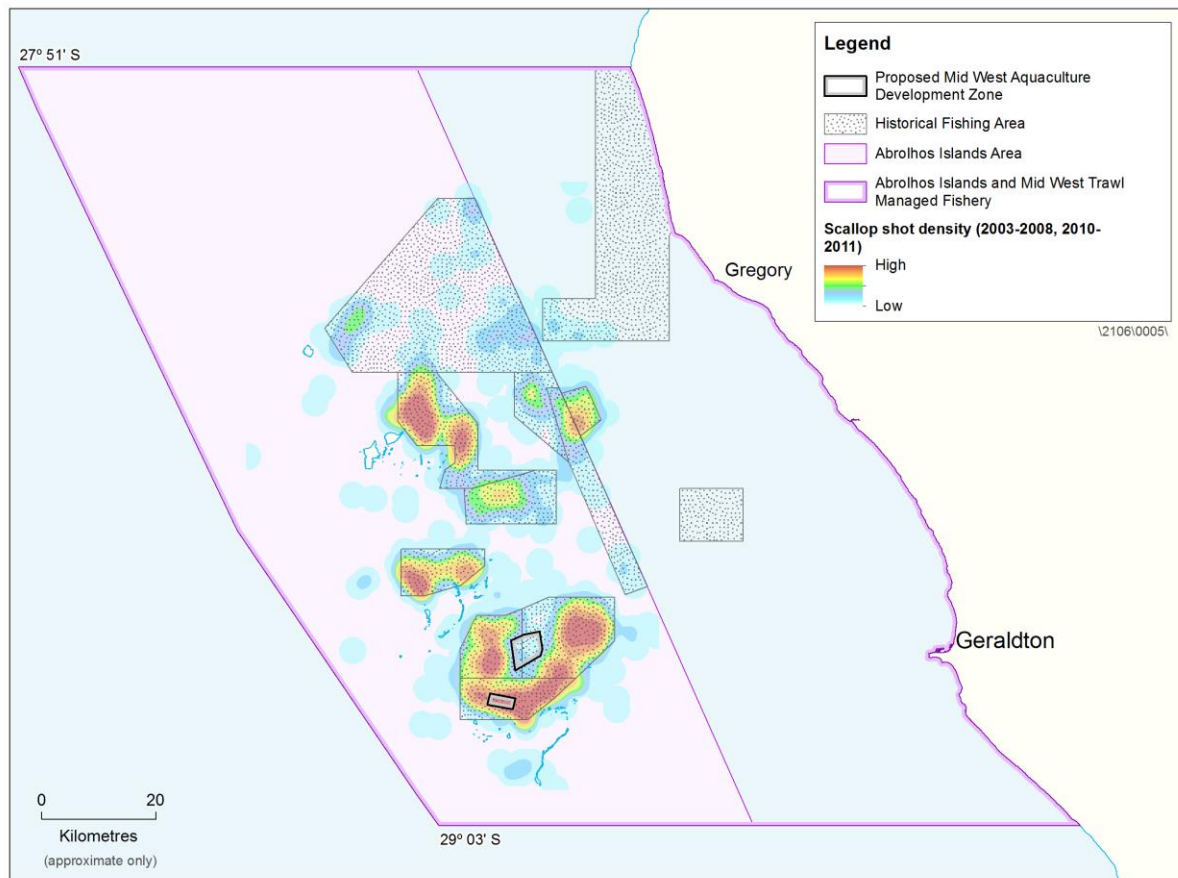 27º 51' S
Legend
Proposed Mid West Aquaculture
Development Zone
Historical Fishing Area
Abrolhos Islands Area
Abrolhos Islands and Mid West Trawl
Managed Fishery
Scallop shot density (2003-2008, 2010-
2011)
High
Low
\2106\0005\
Gregory
Geraldton
0 20
Kilometres
(approximate only)
29º 03' S